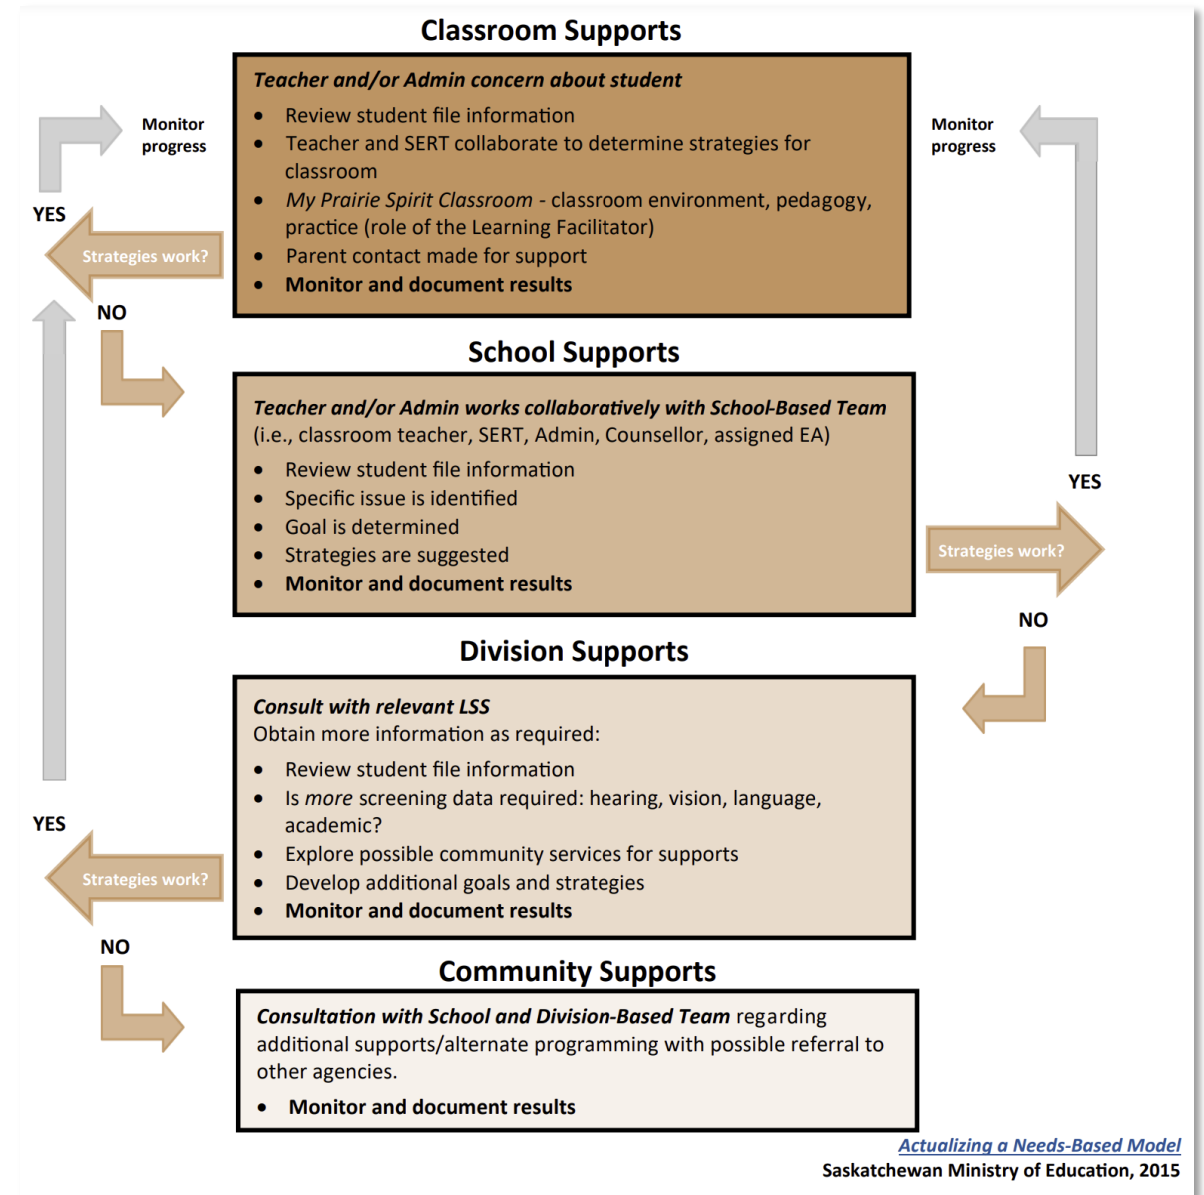 Classroom Supports
Teacher and/or Admin concern about student
• Review student file information
• Teacher and SERT collaborate to determine strategies for
classroom
• My Prairie Spirit Classroom - classroom environment, pedagogy,
practice (role of the Learning Facilitator)
• Parent contact made for support
• Monitor and document results
Monitor
progress
YES
Strategies work?
NO
Monitor
progress
School Supports
Teacher and/or Admin works collaboratively with School-Based Team
(i.e., classroom teacher, SERT, Admin, Counsellor, assigned EA)
• Review student file information
• Specific issue is identified
• Goal is determined
• Strategies are suggested
• Monitor and document results
YES
Strategies work?
NO
Division Supports
Consult with relevant LSS
Obtain more information as required:
• Review student file information
• Is more screening data required: hearing, vision, language,
academic?
• Explore possible community services for supports
• Develop additional goals and strategies
• Monitor and document results
YES
Strategies work?
NO
Community Supports
Consultation with School and Division-Based Team regarding
additional supports/alternate programming with possible referral to
other agencies.
• Monitor and document results
Actualizing a Needs-Based Model
Saskatchewan Ministry of Education, 2015